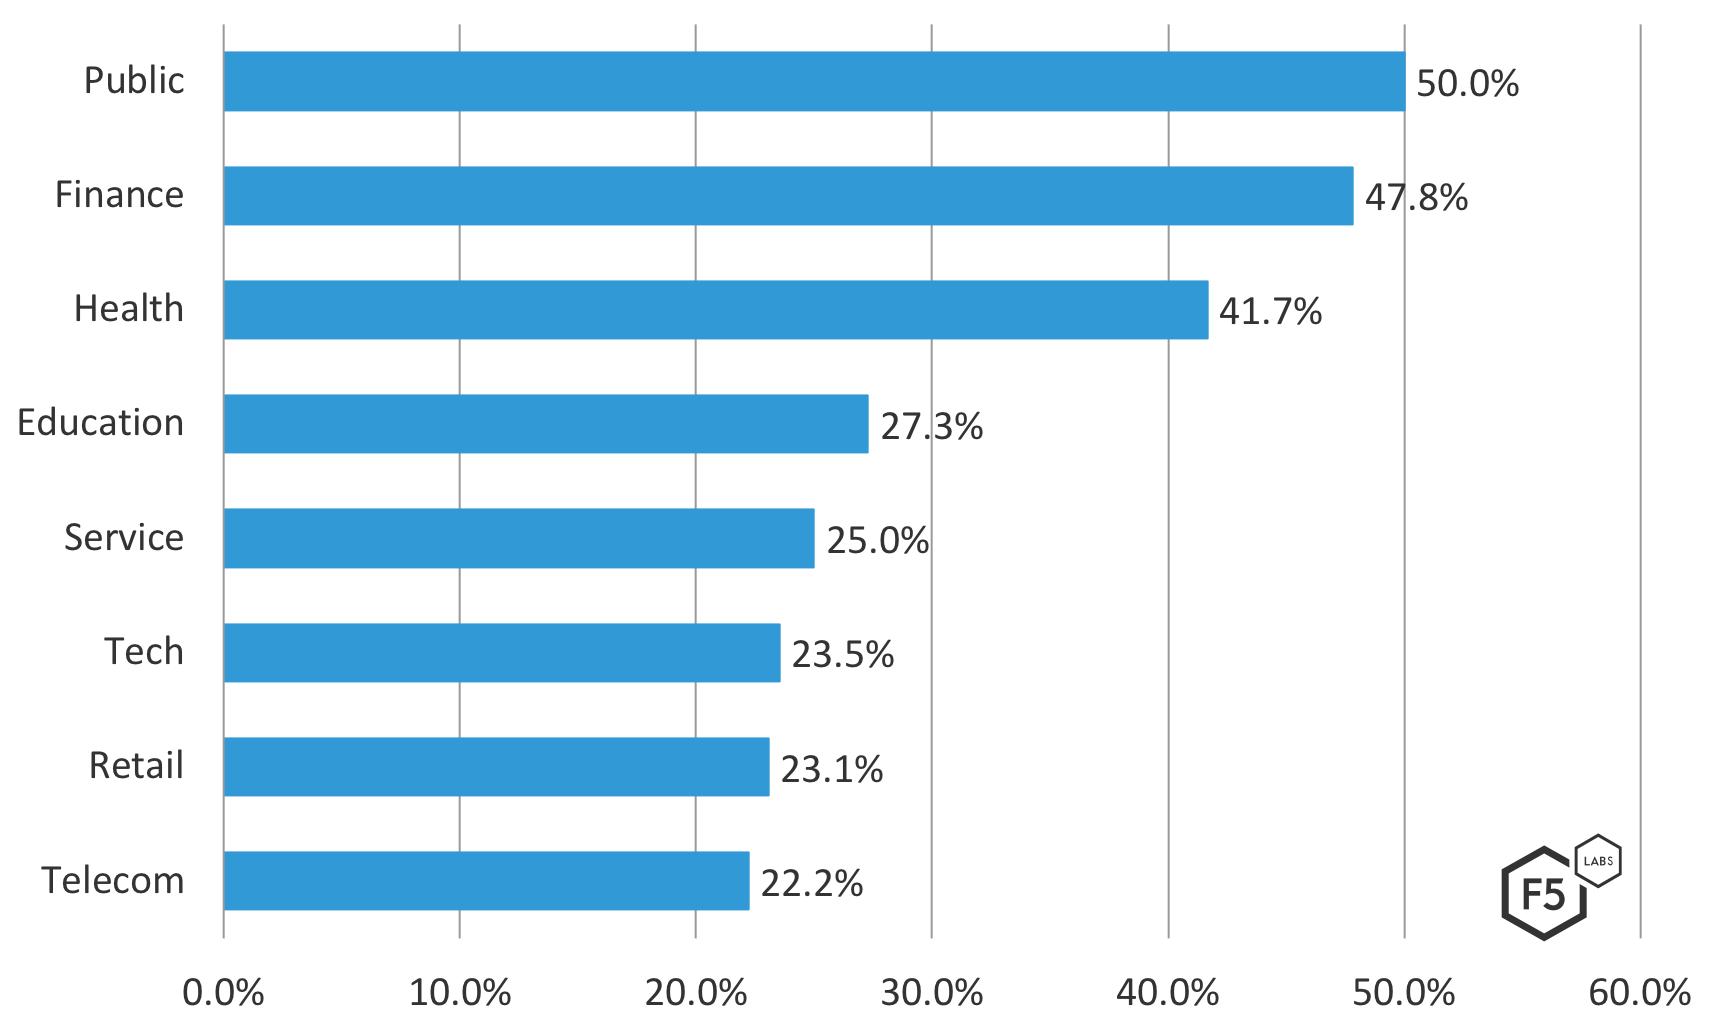 Public 50.0%
Finance 47.8%
Health 41.7%
Education 27.3%
Service 25.0%
Tech 23.5%
Retail 23.1%
Telecom 22.2%
LABS
F5
0.0% 10.0% 20.0% 30.0% 40.0% 50.0% 60.0%